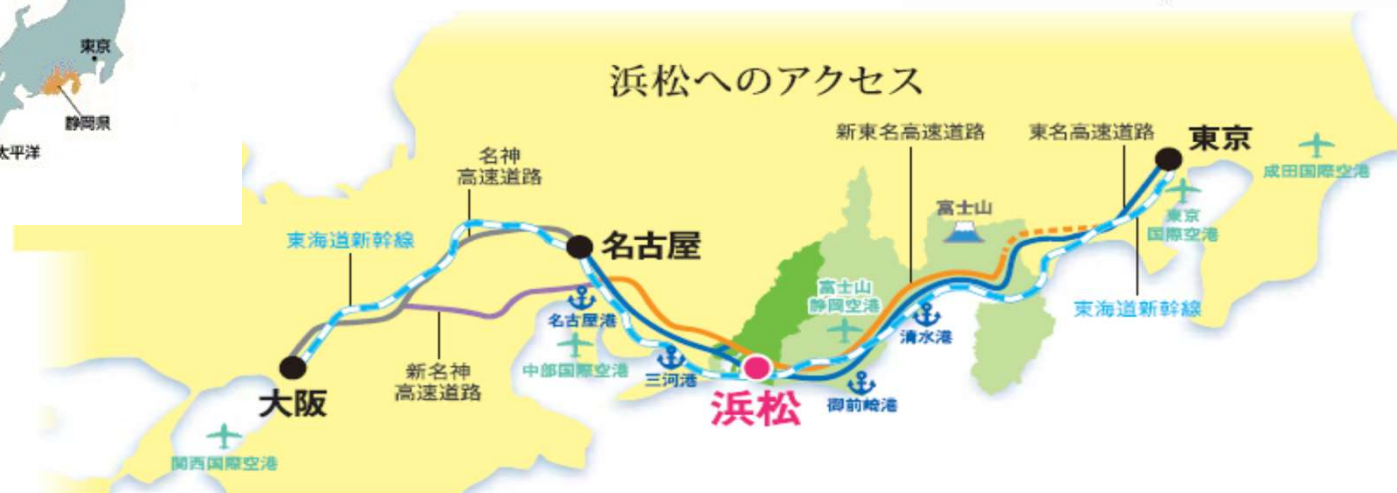 東京
静岡県
太平洋
浜松へのアクセス
新東名高速道路
東名高速道路
東京
成田国際空港
東京
国際空港
名神
高速道路
富士山
東海道新幹線
名古屋
富士山
静岡空港
東海道新幹線
名古屋港
清水港
中部国際空港
三河港
新名神
高速道路
大阪
浜松
御前崎港
関西国際空港